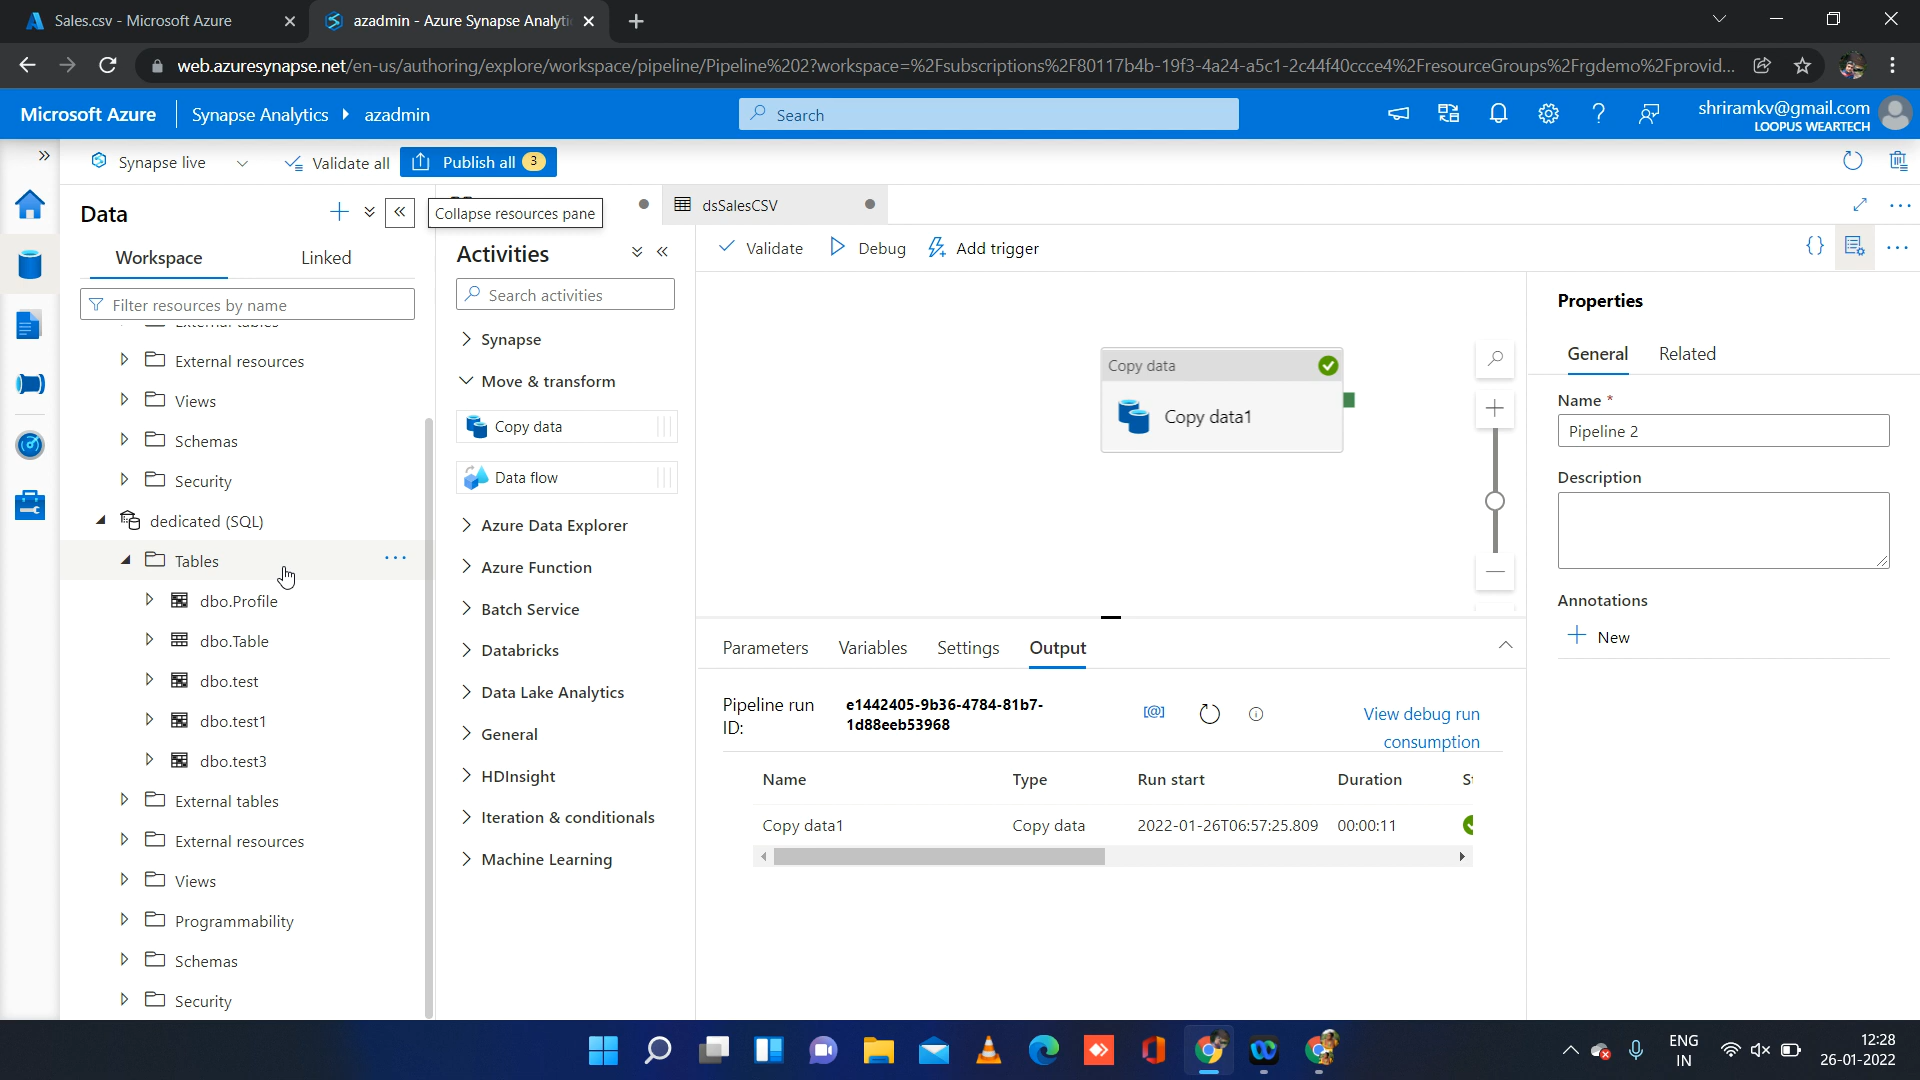 Sales.csv - Microsoft Azure
azadmin - Azure Synapse Analytic
web.azuresynapse.net/en-us/authoring/explore/workspace/pipeline/Pipeline%202?workspace=%2Fsubscriptions%2F80117b4b-19f3-4a24-a5c1-2c44f40ccce4%2FresourceGroups%2Frgdemo%2Fprovid...
Microsoft Azure
Synapse Analytics
azadmin
Search
shriramkv@gmail.com
LOOPUS WEARTECH
Synapse live
Validate all
Publish all
3
Data
Collapse resources pane
dsSalesCSV
Workspace
Linked
Filter resources by name
External tables
External resources
Views
Schemas
Security
dedicated (SQL)
Tables
...
dbo.Profile
dbo.Table
dbo.test
dbo.test1
dbo.test3
External tables
External resources
Views
Programmability
Schemas
Security
Activities
Search activities
Synapse
Move & transform
Copy data
Data flow
Azure Data Explorer
Azure Function
Batch Service
Databricks
Data Lake Analytics
General
HDInsight
Iteration & conditionals
Machine Learning
Validate
Debug
Add trigger
{}
Copy data
Copy data1
Parameters
Variables
Settings
Output
Pipeline run
ID:
e1442405-9b36-4784-81b7-
1d88eeb53968
[@]
View debug run
consumption
Name
Type
Run start
Duration
Copy data1
Copy data
2022-01-26T06:57:25.809
00:00:11
Properties
General
Related
Name *
Pipeline 2
Description
Annotations
New
ENG
IN
12:28
26-01-2022